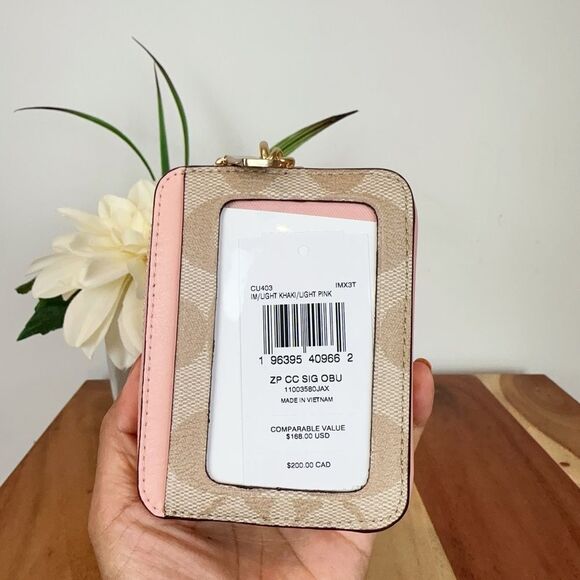 CU403 IMX3T
IM/LIGHT KHAKI/LIGHT PINK
1 96395 40966 2
ZP CC SIG OBU
11003580JAX
MADE IN VIETNAM
COMPARABLE VALUE
$168.00 USD
$200.00 CAD